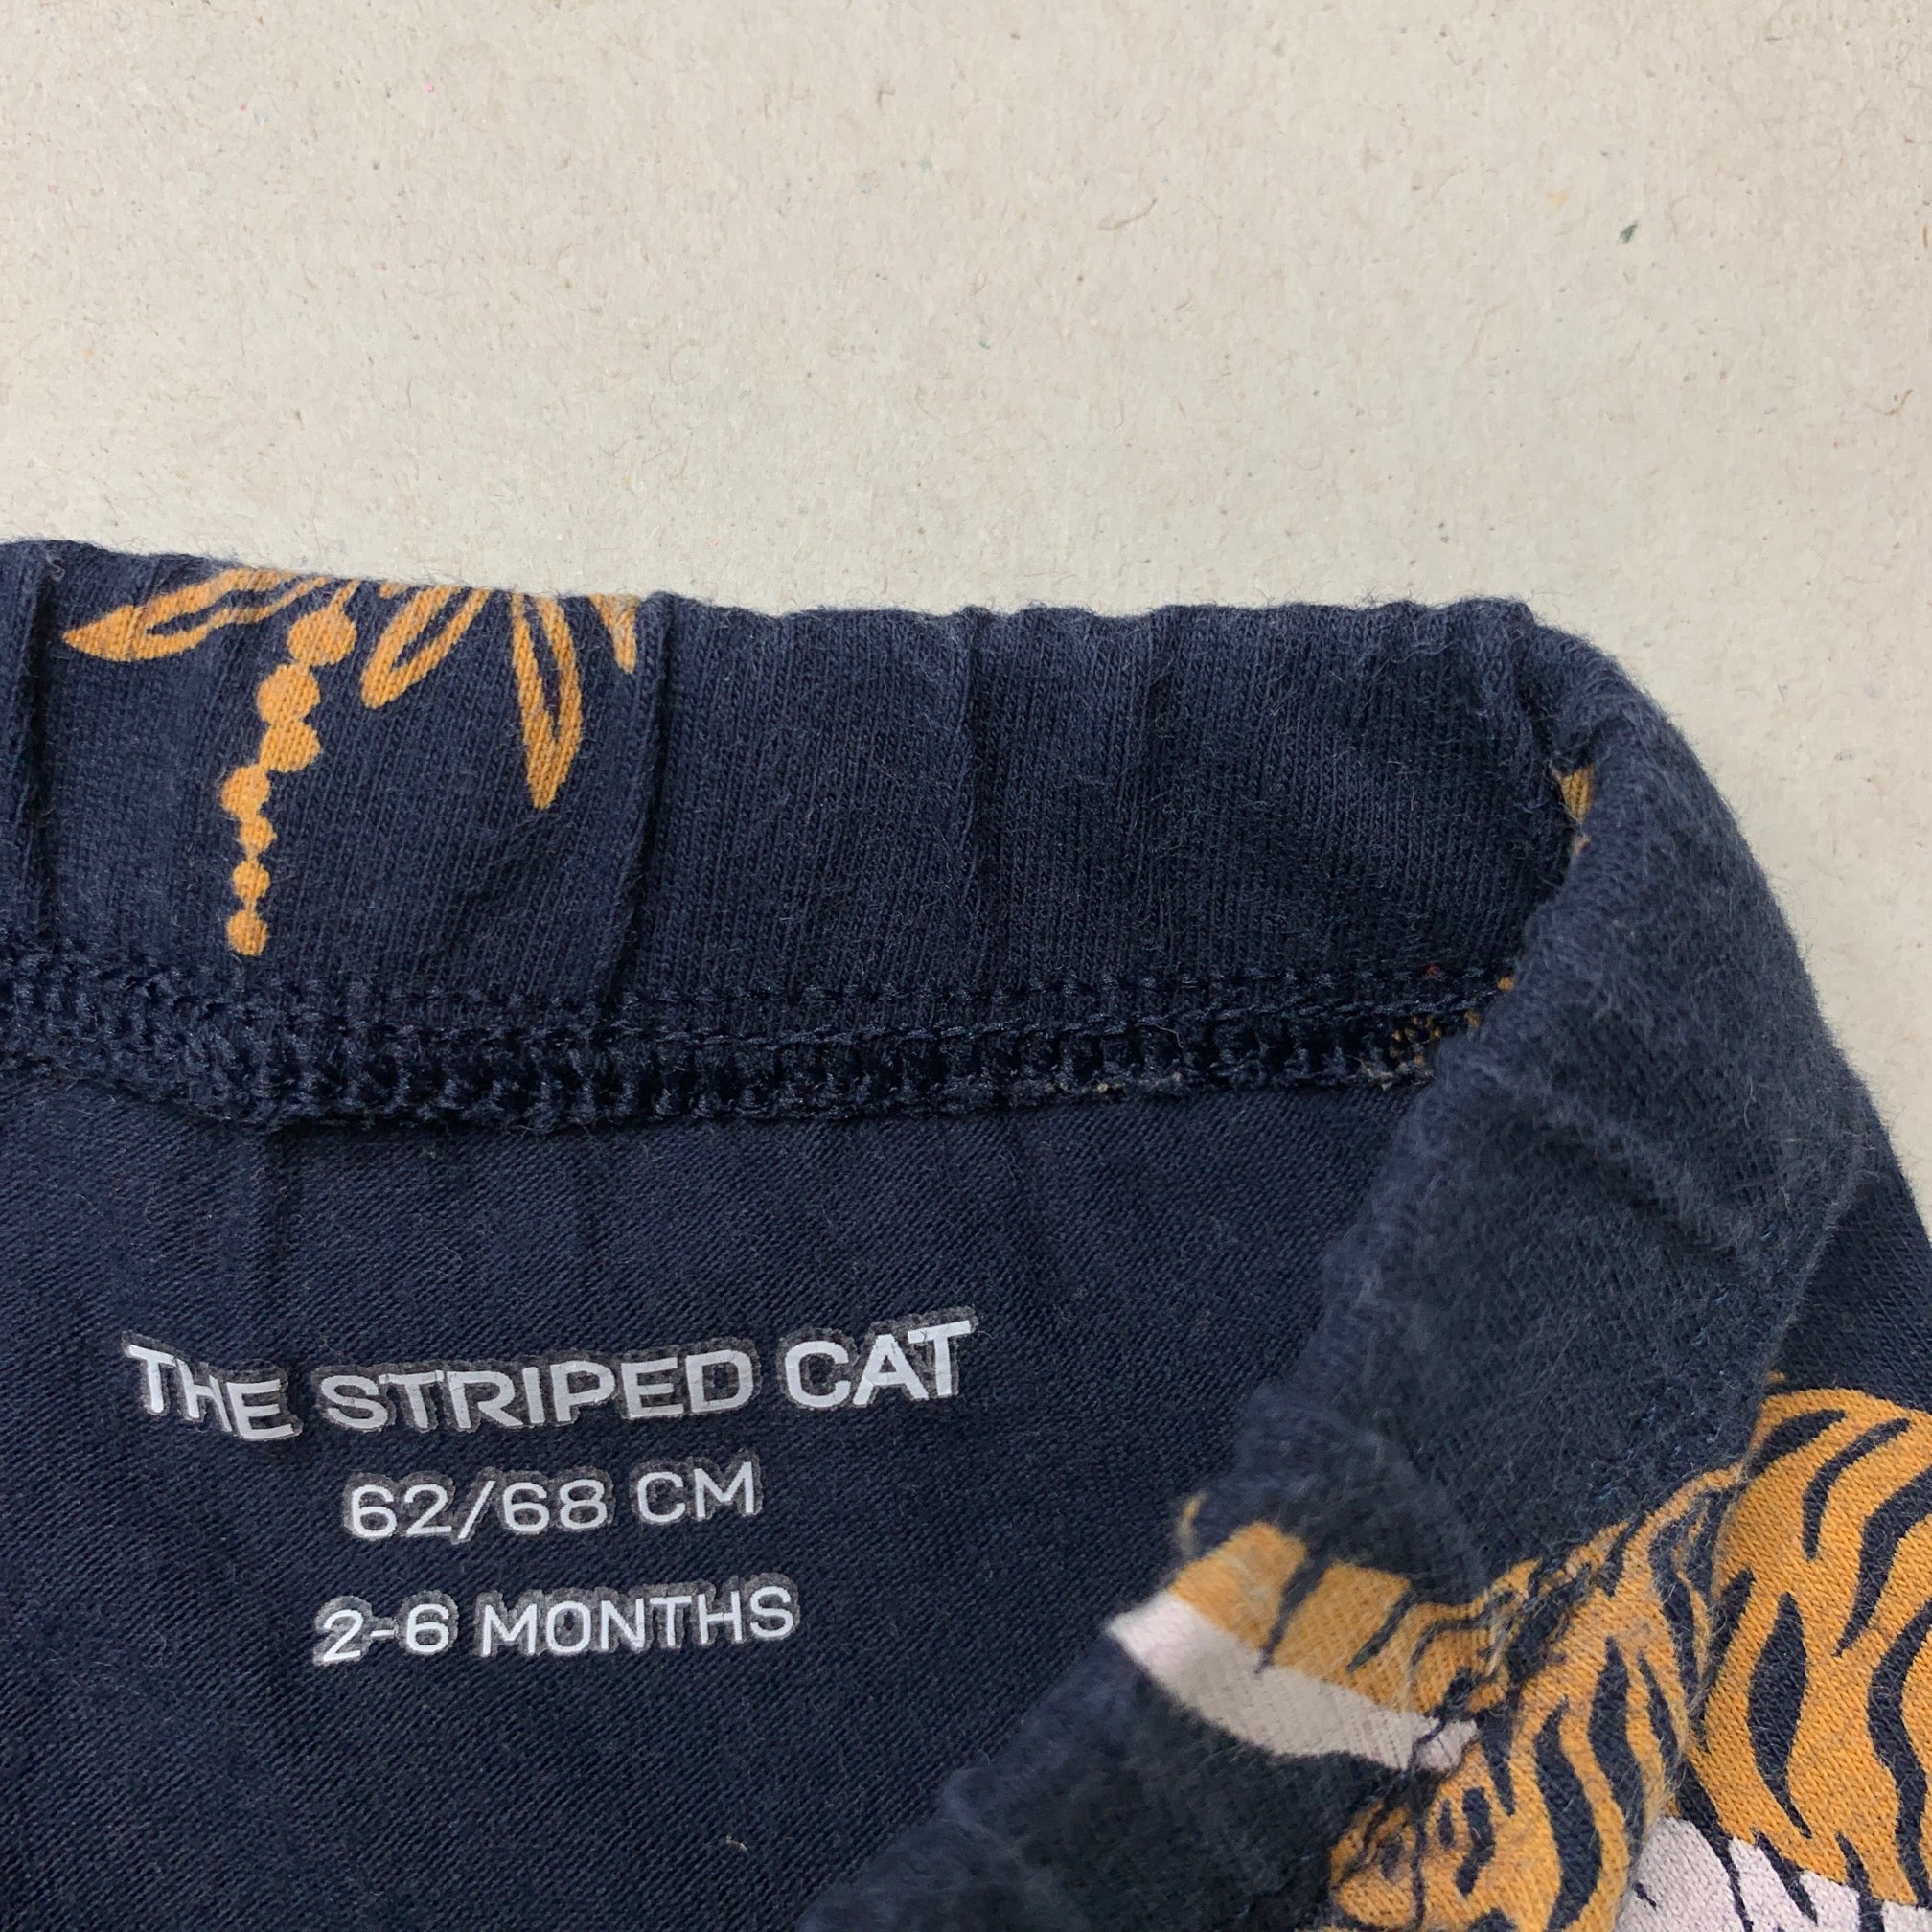 THE STRIPED CAT
62/68 CM
2-6 MONTHS